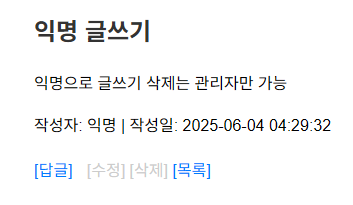 익명 글쓰기
익명으로 글쓰기 삭제는 관리자만 가능
작성자: 익명 | 작성일: 2025-06-04 04:29:32
[답글] [수정] [삭제] [목록]